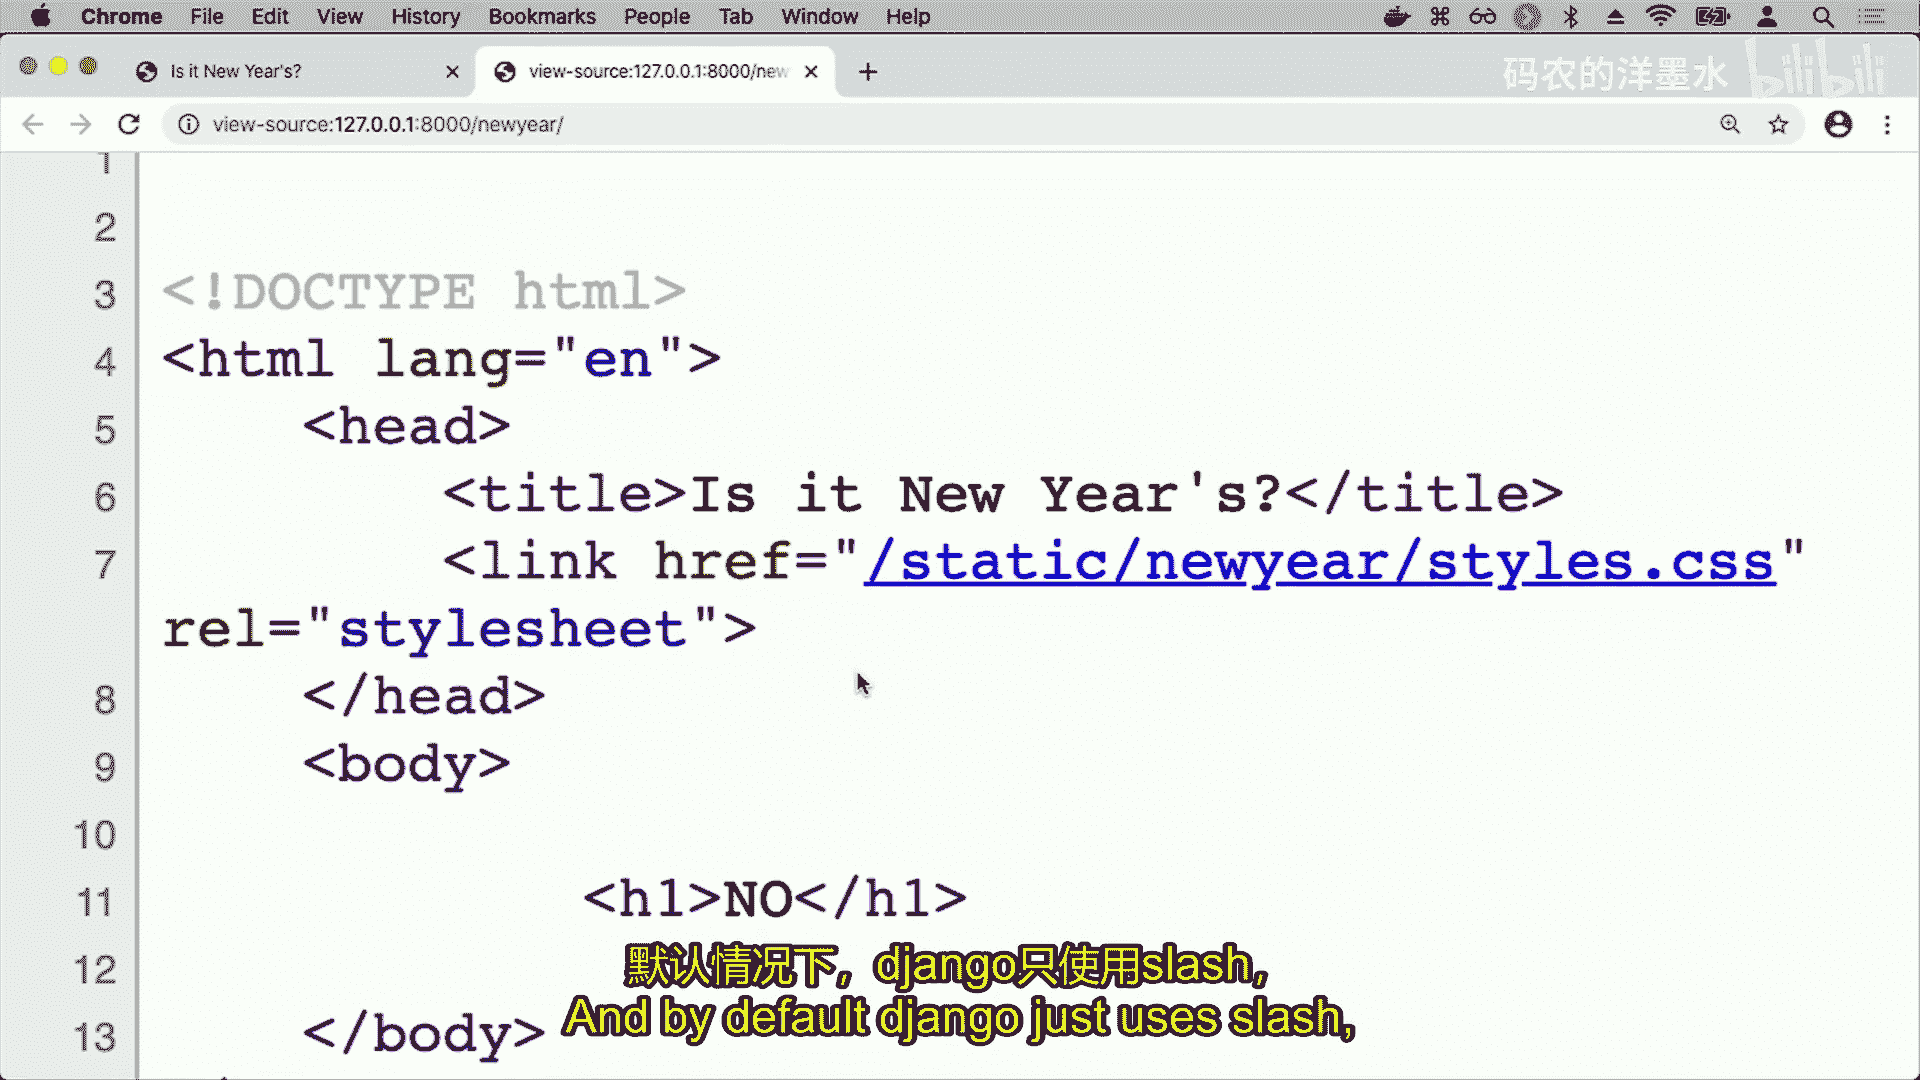 Chrome File Edit View History Bookmarks People Tab Window Help
Is it New Year's?
view-source:127.0.0.1:8000/new
码农的洋墨水 bilibili
view-source:127.0.0.1:8000/newyear/
1
2
3 <!DOCTYPE html>
4 <html lang="en">
5 <head>
6 <title>Is it New Year's?</title>
7 <link href="/static/newyear/styles.css"
rel="stylesheet">
8 </head>
9 <body>
10
11 <h1>NO</h1>
12
13 </body>
默认情况下，django只使用slash，
And by default django just uses slash,